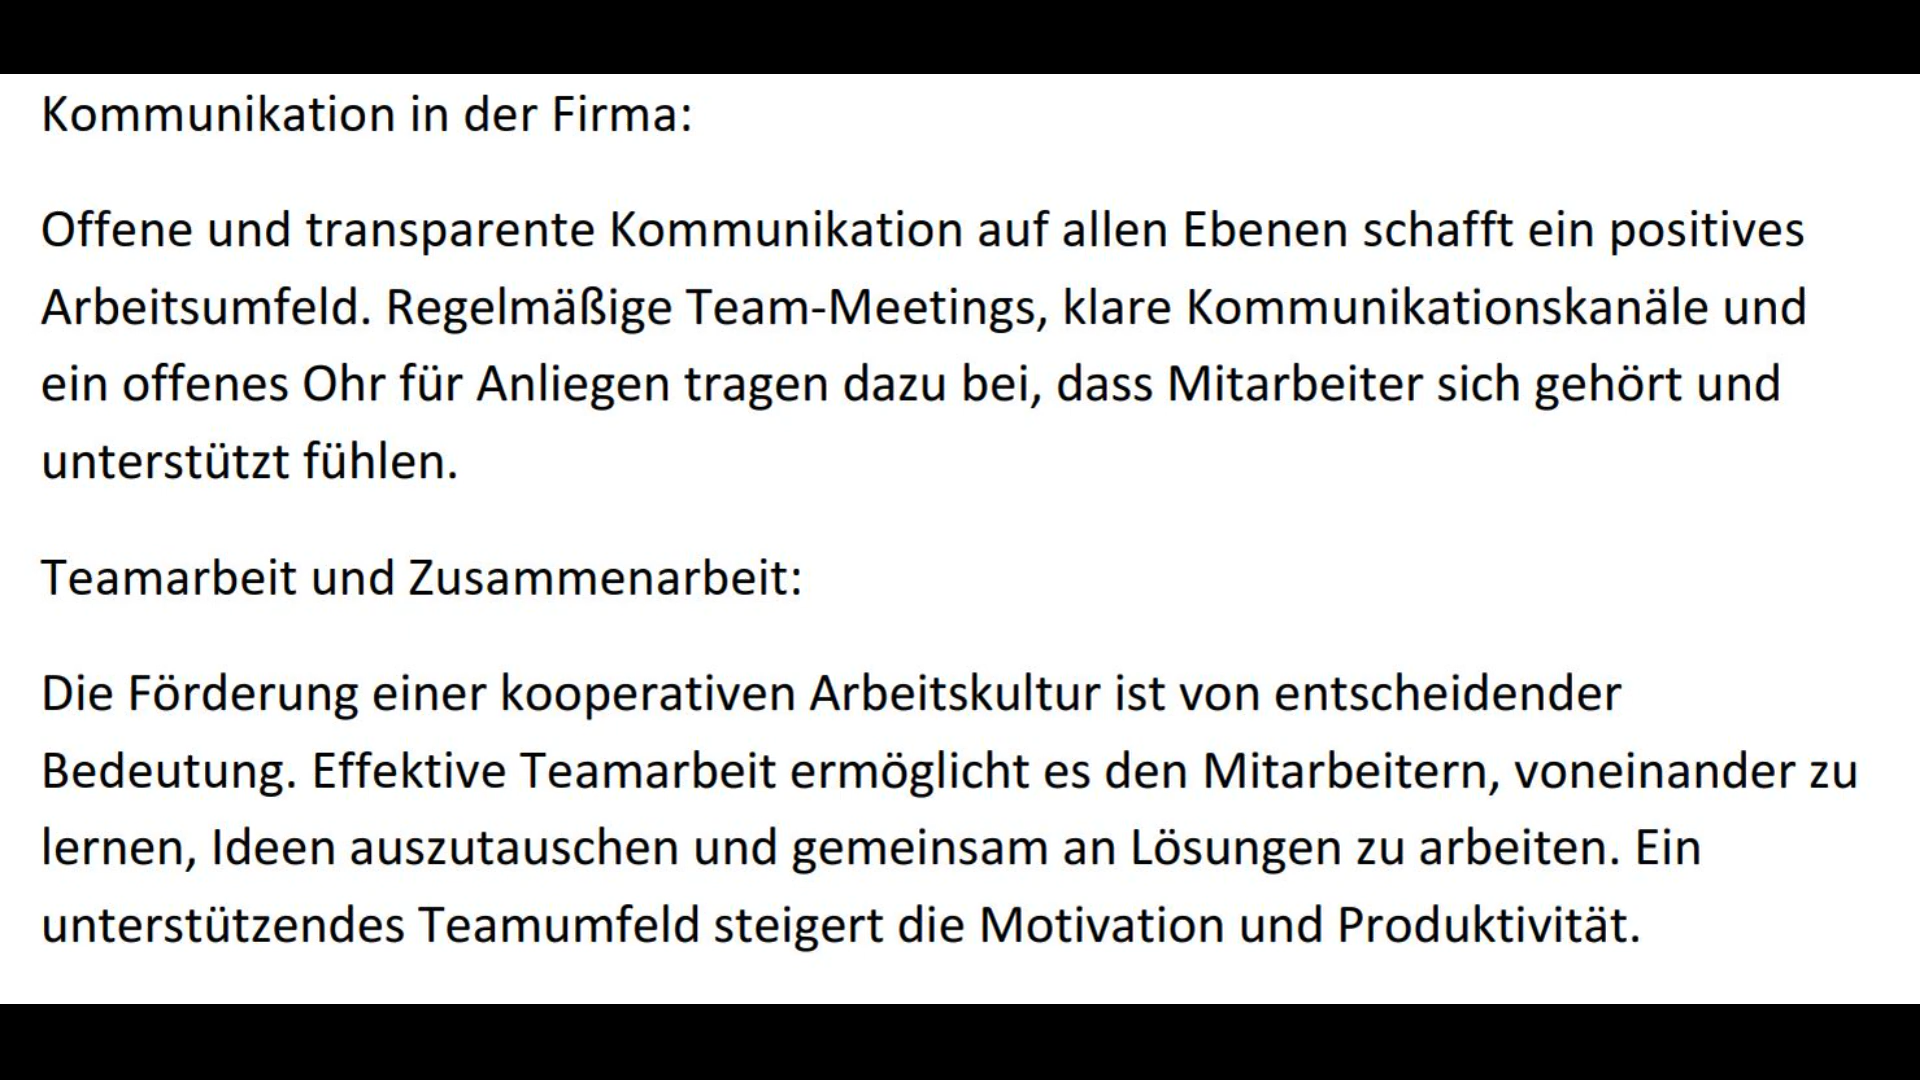 Kommunikation in der Firma:
Offene und transparente Kommunikation auf allen Ebenen schafft ein positives
Arbeitsumfeld. Regelmäßige Team-Meetings, klare Kommunikationskanäle und
ein offenes Ohr für Anliegen tragen dazu bei, dass Mitarbeiter sich gehört und
unterstützt fühlen.
Teamarbeit und Zusammenarbeit:
Die Förderung einer kooperativen Arbeitskultur ist von entscheidender
Bedeutung. Effektive Teamarbeit ermöglicht es den Mitarbeitern, voneinander zu
lernen, Ideen auszutauschen und gemeinsam an Lösungen zu arbeiten. Ein
unterstützendes Teamumfeld steigert die Motivation und Produktivität.